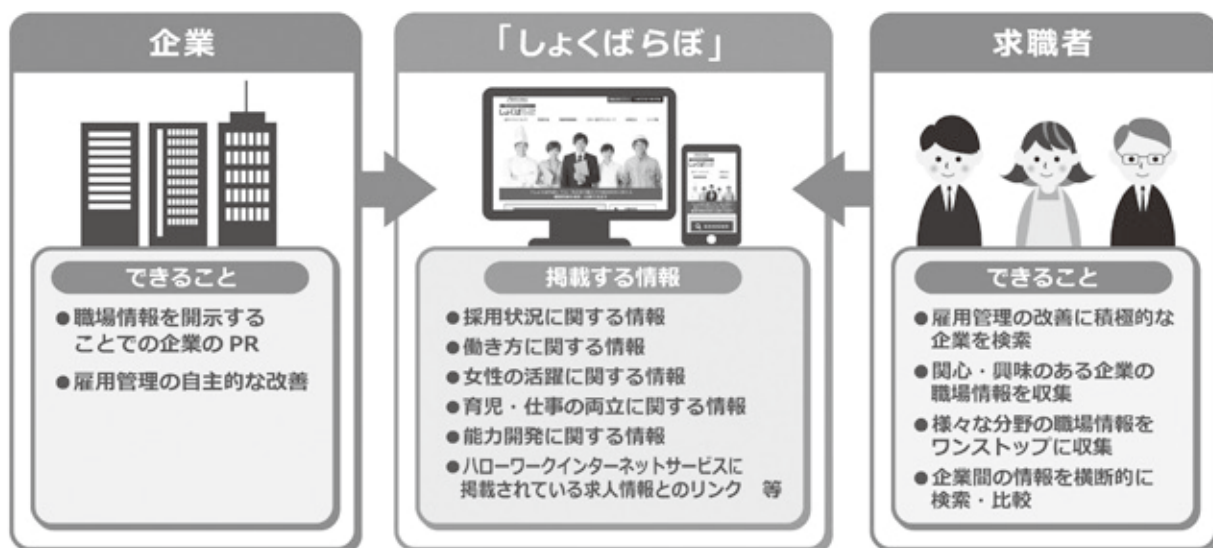 企業
できること
●職場情報を開示する
ことでの企業の PR
●雇用管理の自主的な改善
「しょくばらぼ」
しょくばらぼ
掲載する情報
●採用状況に関する情報
●働き方に関する情報
●女性の活躍に関する情報
●育児・仕事の両立に関する情報
●能力開発に関する情報
●ハローワークインターネットサービスに
掲載されている求人情報とのリンク 等
求職者
できること
●雇用管理の改善に積極的な
企業を検索
●関心・興味のある企業の
職場情報を収集
●様々な分野の職場情報を
ワンストップに収集
●企業間の情報を横断的に
検索・比較